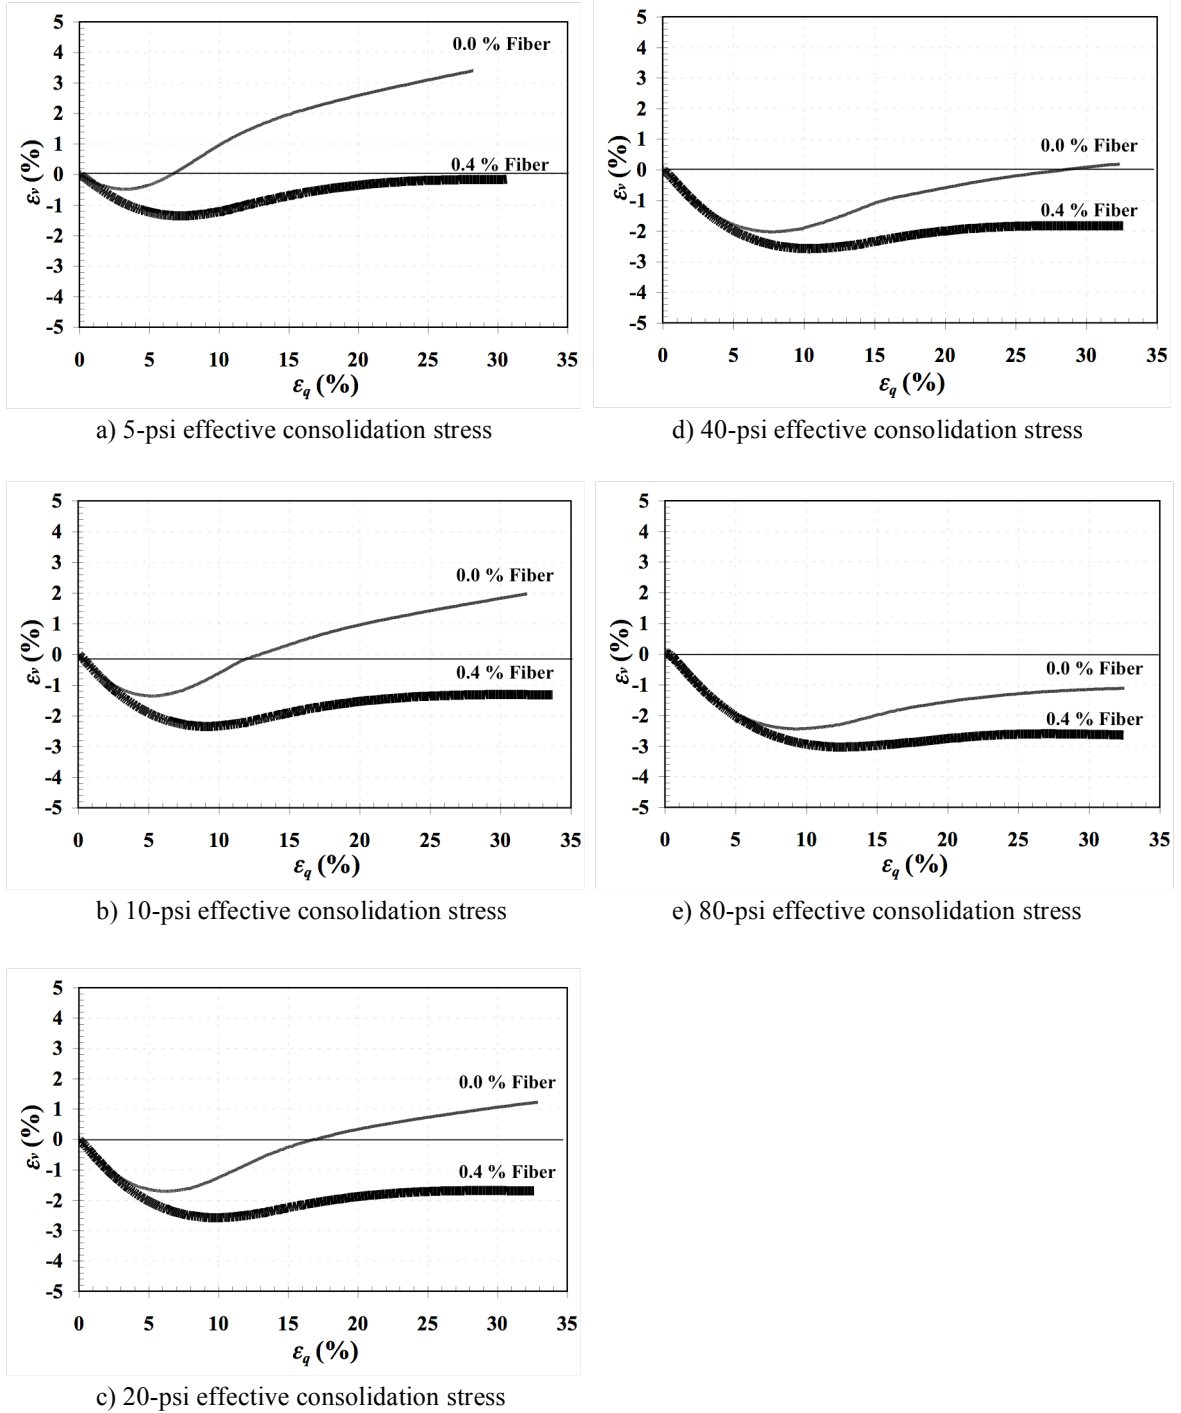 5
4
3
2
1
0
-1
-2
-3
-4
-5
εv (%)
0.0 % Fiber
0.4 % Fiber
0 5 10 15 20 25 30 35
εq (%)
a) 5-psi effective consolidation stress
5
4
3
2
1
0
-1
-2
-3
-4
-5
εv (%)
0.0 % Fiber
0.4 % Fiber
0 5 10 15 20 25 30 35
εq (%)
d) 40-psi effective consolidation stress
5
4
3
2
1
0
-1
-2
-3
-4
-5
εv (%)
0.0 % Fiber
0.4 % Fiber
0 5 10 15 20 25 30 35
εq (%)
b) 10-psi effective consolidation stress
5
4
3
2
1
0
-1
-2
-3
-4
-5
εv (%)
0.0 % Fiber
0.4 % Fiber
0 5 10 15 20 25 30 35
εq (%)
e) 80-psi effective consolidation stress
5
4
3
2
1
0
-1
-2
-3
-4
-5
εv (%)
0.0 % Fiber
0.4 % Fiber
0 5 10 15 20 25 30 35
εq (%)
c) 20-psi effective consolidation stress